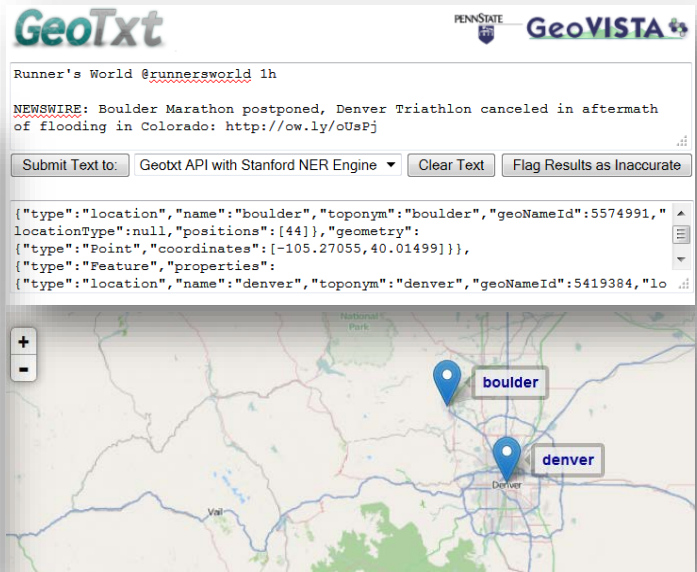 GeoTxt
PENNSTATE
GeoVISTA
Runner's World @runnersworld 1h
NEWSWIRE: Boulder Marathon postponed, Denver Triathlon canceled in aftermath
of flooding in Colorado: http://ow.ly/oUsPj
Submit Text to: Geotxt API with Stanford NER Engine Clear Text Flag Results as Inaccurate
{"type":"location","name":"boulder","toponym":"boulder","geoNameId":5574991,"
locationType":null,"positions":[44]},"geometry":
{"type":"Point","coordinates":[-105.27055,40.01499]}},
{"type":"Feature","properties":
{"type":"location","name":"denver","toponym":"denver","geoNameId":5419384,"lo
National
Park
+
-
boulder
denver
Denver
Vail